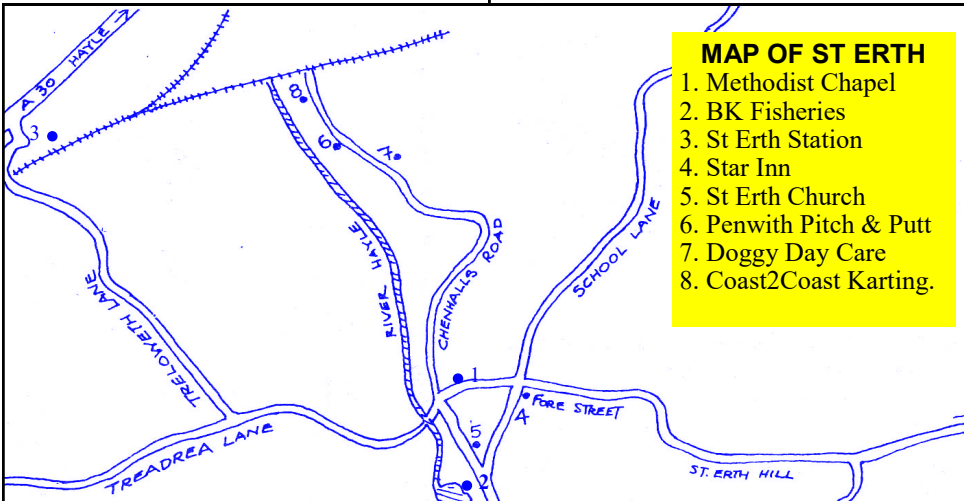 MAP OF ST ERTH
1. Methodist Chapel
2. BK Fisheries
3. St Erth Station
4. Star Inn
5. St Erth Church
6. Penwith Pitch & Putt
7. Doggy Day Care
8. Coast2Coast Karting.
A 30 HAYLE →
3
8
6
7
RIVER HAYLE
CHENHALLS ROAD
SCHOOL LANE
TRELOWETH LANE
TREADREA LANE
1
4
FORE STREET
5
2
ST. ERTH HILL